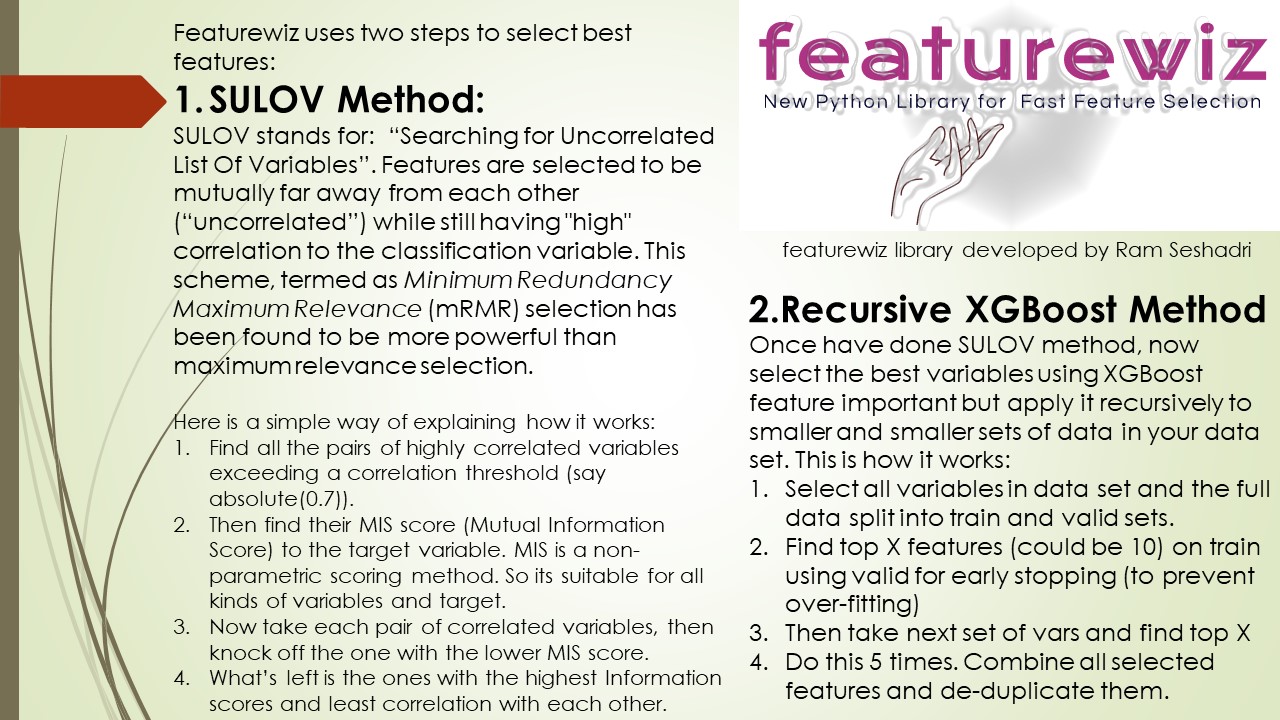 Featurewiz uses two steps to select best
features:
1. SULOV Method:
SULOV stands for: “Searching for Uncorrelated
List Of Variables”. Features are selected to be
mutually far away from each other
(“uncorrelated”) while still having "high"
correlation to the classification variable. This
scheme, termed as Minimum Redundancy
Maximum Relevance (mRMR) selection has
been found to be more powerful than
maximum relevance selection.
Here is a simple way of explaining how it works:
1. Find all the pairs of highly correlated variables
exceeding a correlation threshold (say
absolute(0.7)).
2. Then find their MIS score (Mutual Information
Score) to the target variable. MIS is a non-
parametric scoring method. So its suitable for all
kinds of variables and target.
3. Now take each pair of correlated variables, then
knock off the one with the lower MIS score.
4. What’s left is the ones with the highest Information
scores and least correlation with each other.
featurewiz
New Python Library for Fast Feature Selection
featurewiz library developed by Ram Seshadri
2.Recursive XGBoost Method
Once have done SULOV method, now
select the best variables using XGBoost
feature important but apply it recursively to
smaller and smaller sets of data in your data
set. This is how it works:
1. Select all variables in data set and the full
data split into train and valid sets.
2. Find top X features (could be 10) on train
using valid for early stopping (to prevent
over-fitting)
3. Then take next set of vars and find top X
4. Do this 5 times. Combine all selected
features and de-duplicate them.